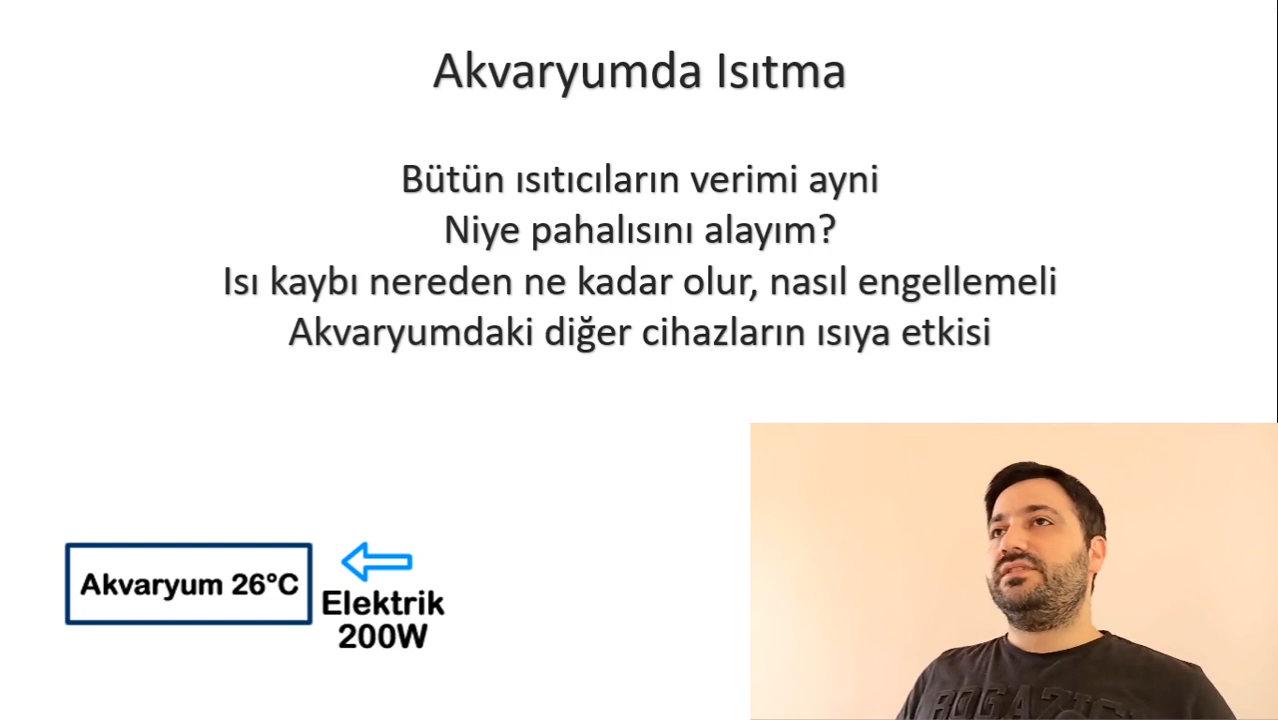 Akvaryumda Isıtma
Bütün ısıtıcıların verimi ayni
Niye pahalısını alayım?
Isı kaybı nereden ne kadar olur, nasıl engellemeli
Akvaryumdaki diğer cihazların ısıya etkisi
Akvaryum 26°C
Elektrik
200W